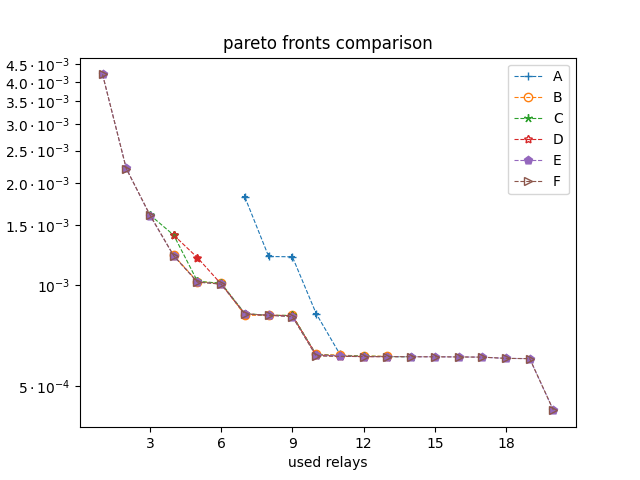 pareto fronts comparison
4.5·10⁻³
4.0·10⁻³
3.5·10⁻³
3.0·10⁻³
2.5·10⁻³
2.0·10⁻³
1.5·10⁻³
10⁻³
5·10⁻⁴
A
B
C
D
E
F
3 6 9 12 15 18
used relays